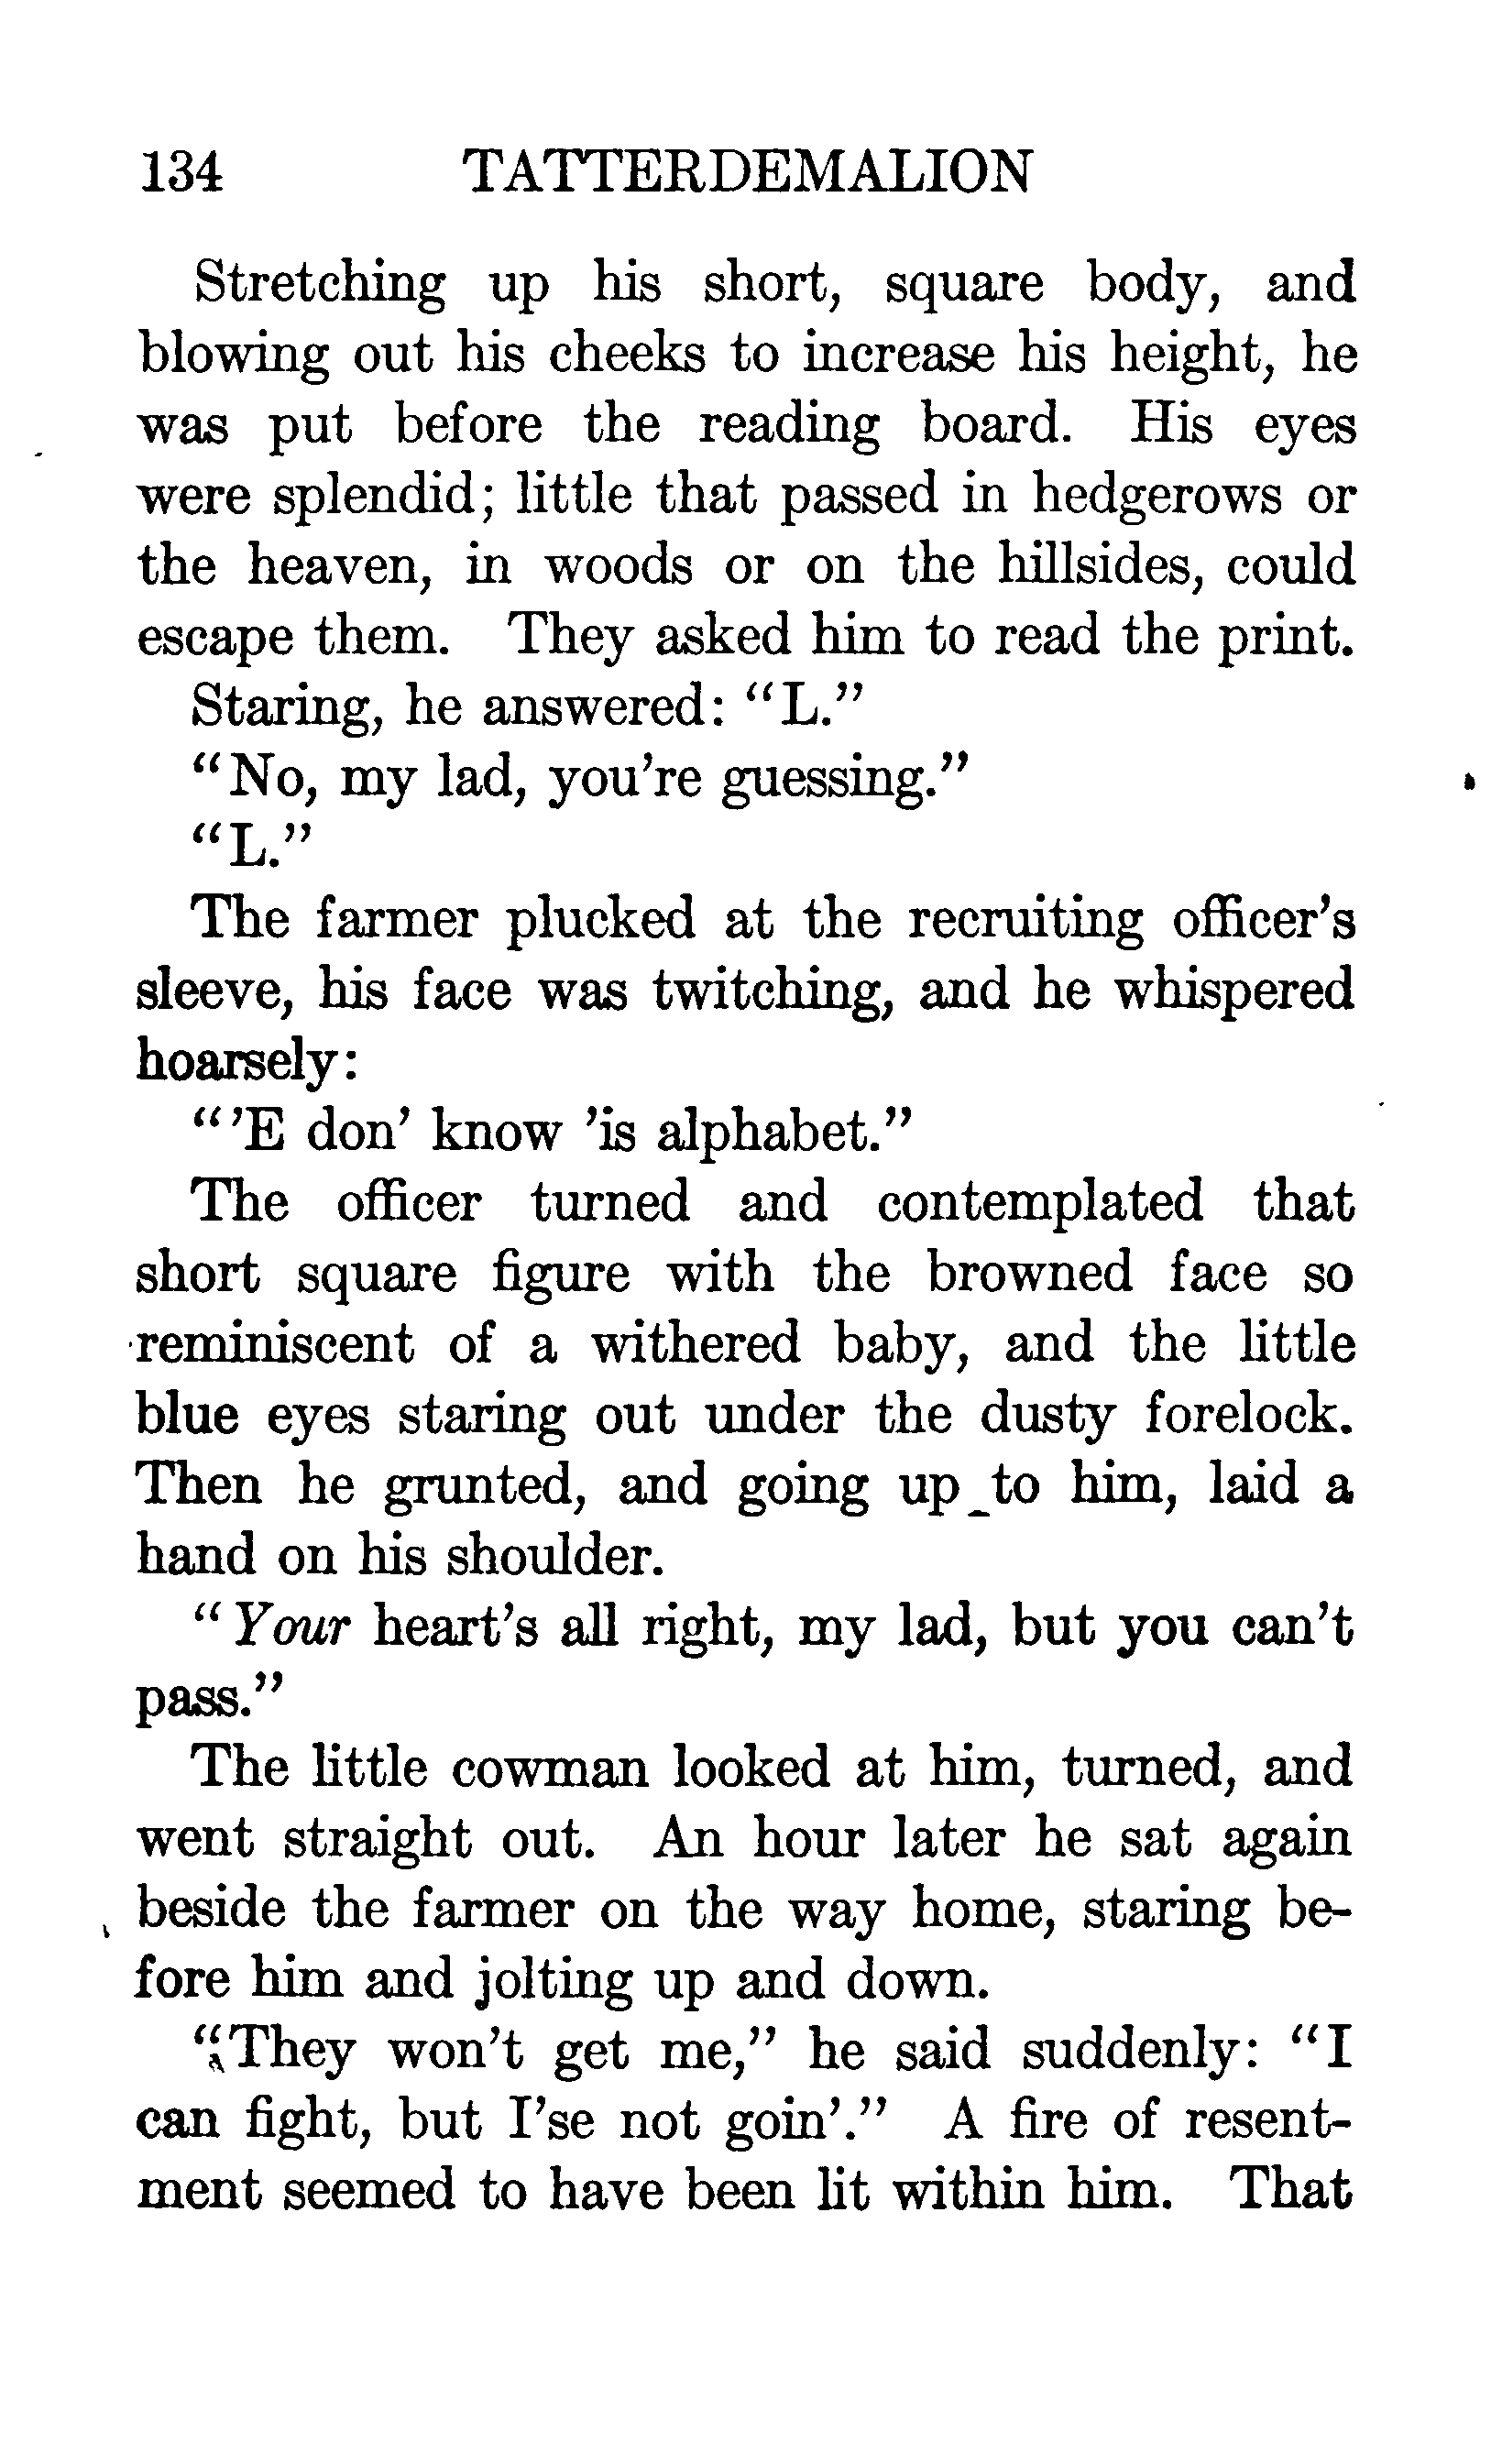 134 TATTERDEMALION
Stretching up his short, square body, and
blowing out his cheeks to increase his height, he
was put before the reading board. His eyes
were splendid; little that passed in hedgerows or
the heaven, in woods or on the hillsides, could
escape them. They asked him to read the print.
Staring, he answered: “L.”
“No, my lad, you’re guessing.”
“L.”
The farmer plucked at the recruiting officer’s
sleeve, his face was twitching, and he whispered
hoarsely:
“’E don’ know ’is alphabet.”
The officer turned and contemplated that
short square figure with the browned face so
reminiscent of a withered baby, and the little
blue eyes staring out under the dusty forelock.
Then he grunted, and going up to him, laid a
hand on his shoulder.
“Your heart’s all right, my lad, but you can’t
pass.”
The little cowman looked at him, turned, and
went straight out. An hour later he sat again
beside the farmer on the way home, staring be-
fore him and jolting up and down.
“They won’t get me,” he said suddenly: “I
can fight, but I’se not goin’.” A fire of resent-
ment seemed to have been lit within him. That